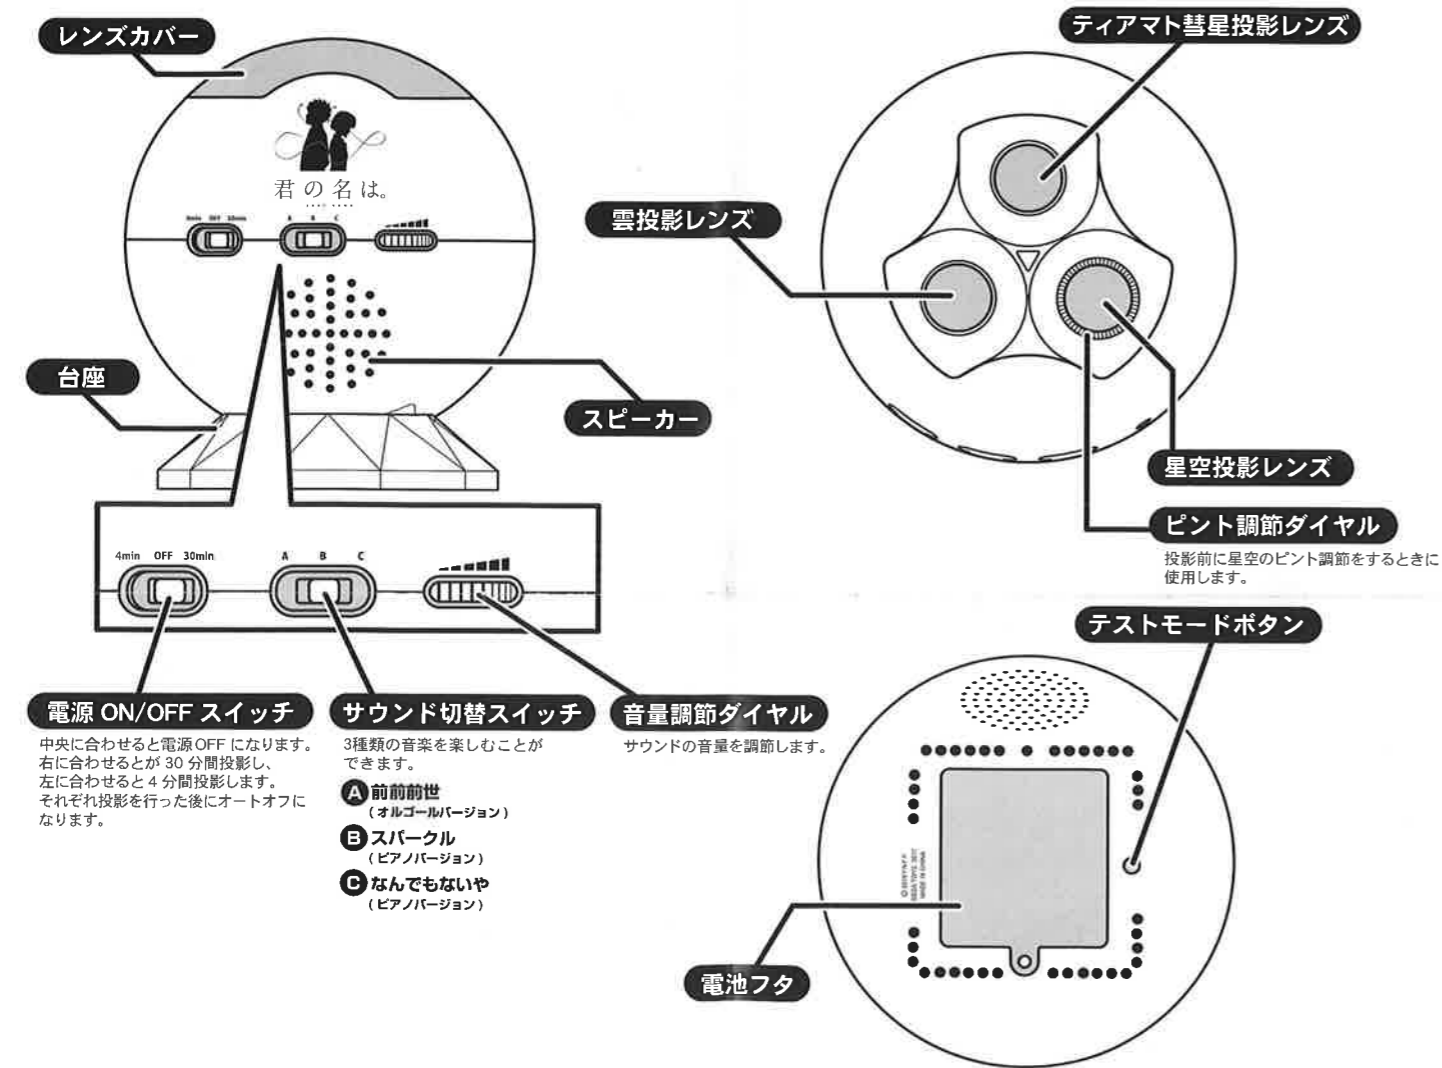 レンズカバー
君の名は。
4min OFF 30min
A B C
台座
スピーカー
4min OFF 30min
A B C
電源 ON/OFF スイッチ
中央に合わせると電源OFF になります。
右に合わせるとが 30 分間投影し、
左に合わせると 4 分間投影します。
それぞれ投影を行った後にオートオフに
なります。
サウンド切替スイッチ
3種類の音楽を楽しむことが
できます。
A 前前前世
(オルゴールバージョン)
B スパークル
(ピアノバージョン)
C なんでもないや
(ピアノバージョン)
音量調節ダイヤル
サウンドの音量を調節します。
ティアマト彗星投影レンズ
雲投影レンズ
星空投影レンズ
ピント調節ダイヤル
投影前に星空のピント調節をするときに
使用します。
テストモードボタン
MADE IN CHINA
電池フタ